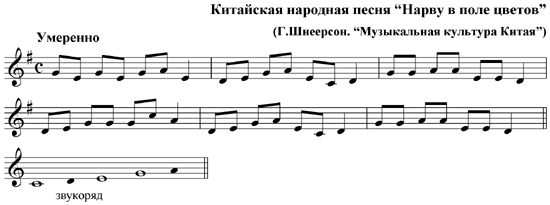 Китайская народная песня “Нарву в поле цветов”
(Г.Шнеерсон. “Музыкальная культура Китая”)
Умеренно
звукоряд